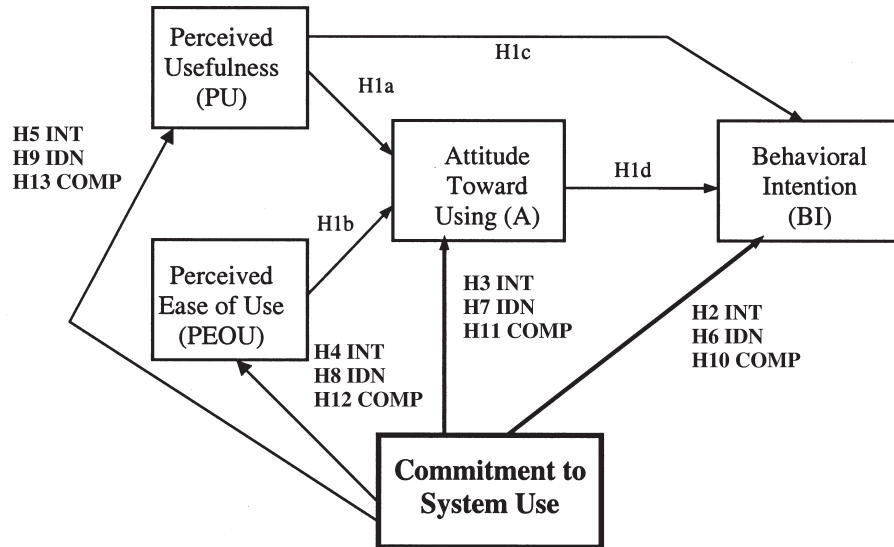 Perceived
Usefulness
(PU)
H1c
H1a
H5 INT
H9 IDN
H13 COMP
Attitude
Toward
Using (A)
H1d
Behavioral
Intention
(BI)
H1b
Perceived
Ease of Use
(PEOU)
H3 INT
H7 IDN
H11 COMP
H2 INT
H6 IDN
H10 COMP
H4 INT
H8 IDN
H12 COMP
Commitment to
System Use